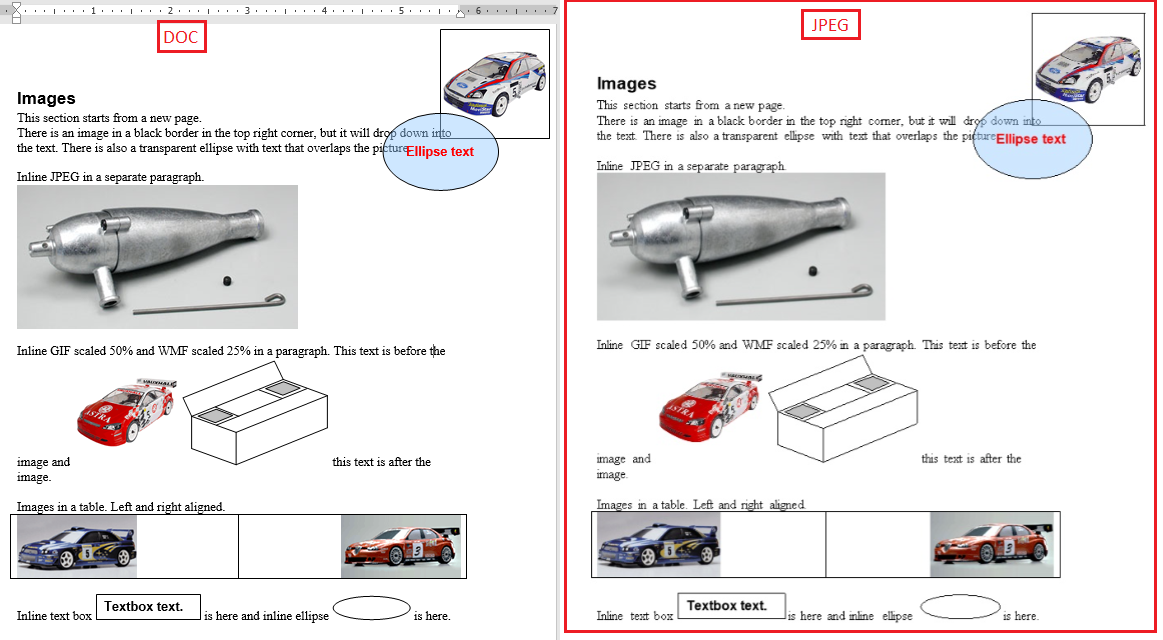 1 2 3 4 5 6 7
DOC
Images
This section starts from a new page.
There is an image in a black border in the top right corner, but it will drop down into
the text. There is also a transparent ellipse with text that overlaps the picture
Ellipse text
Inline JPEG in a separate paragraph.
Inline GIF scaled 50% and WMF scaled 25% in a paragraph. This text is before the
VAUXHALL
ASTRA
image and this text is after the
image.
Images in a table. Left and right aligned.
5
3
Inline text box Textbox text. is here and inline ellipse is here.
JPEG
Images
This section starts from a new page.
There is an image in a black border in the top right corner, but it will drop down into
the text. There is also a transparent ellipse with text that overlaps the picture
Ellipse text
Inline JPEG in a separate paragraph.
Inline GIF scaled 50% and WMF scaled 25% in a paragraph. This text is before the
VAUXHALL
ASTRA
image and this text is after the
image.
Images in a table. Left and right aligned.
5
3
Inline text box Textbox text. is here and inline ellipse is here.